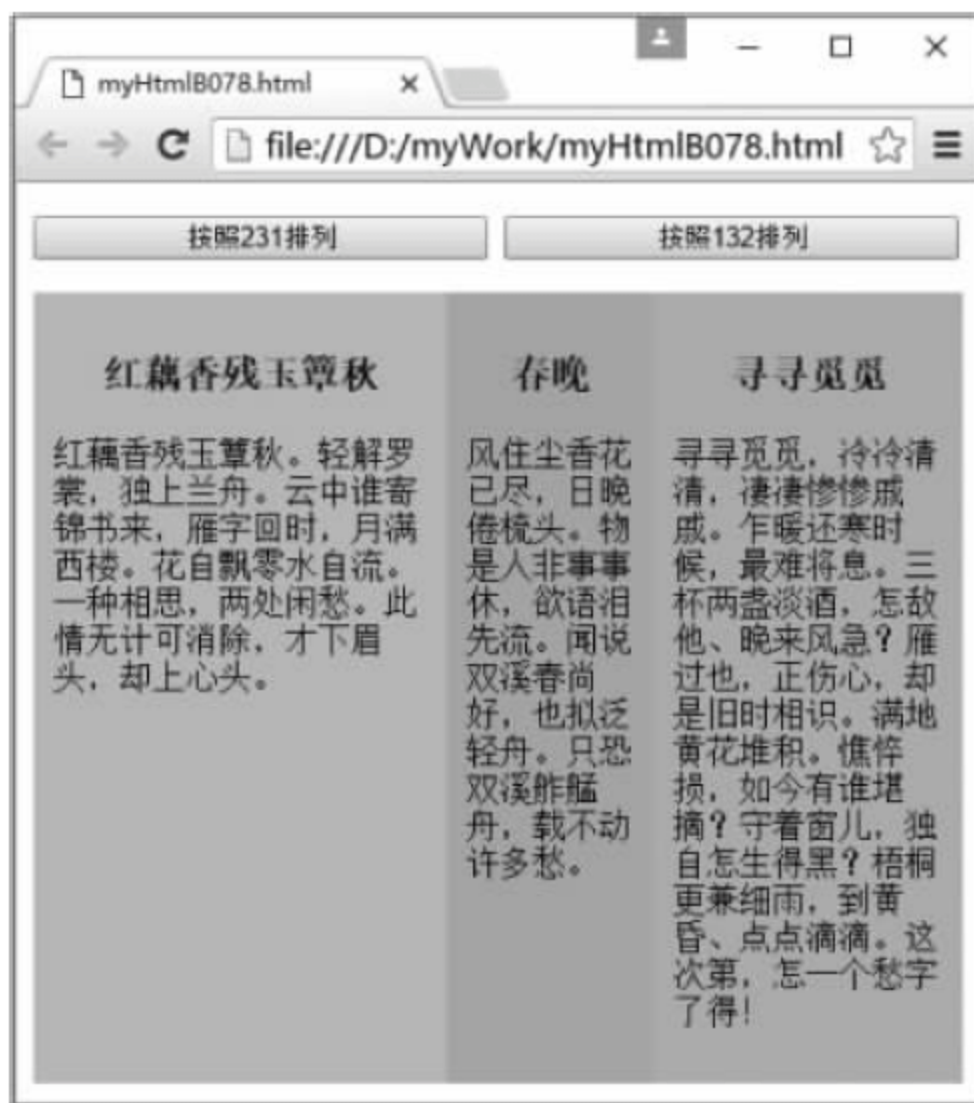 myHtmlB078.html
file:///D:/myWork/myHtmlB078.html
按照231排列
按照132排列
红藕香残玉簟秋
红藕香残玉簟秋。轻解罗
裳，独上兰舟。云中谁寄
锦书来，雁字回时，月满
西楼。花自飘零水自流。
一种相思，两处闲愁。此
情无计可消除，才下眉
头，却上心头。
春晚
风住尘香花
已尽，日晚
倦梳头。物
是人非事事
休，欲语泪
先流。闻说
双溪春尚
好，也拟泛
轻舟。只恐
双溪舴艋
舟，载不动
许多愁。
寻寻觅觅
寻寻觅觅，冷冷清
清，凄凄惨惨戚
戚。乍暖还寒时
候，最难将息。三
杯两盏淡酒，怎敌
他、晚来风急？雁
过也，正伤心，却
是旧时相识。满地
黄花堆积。憔悴
损，如今有谁堪
摘？守着窗儿，独
自怎生得黑？梧桐
更兼细雨，到黄
昏、点点滴滴。这
次第，怎一个愁字
了得！